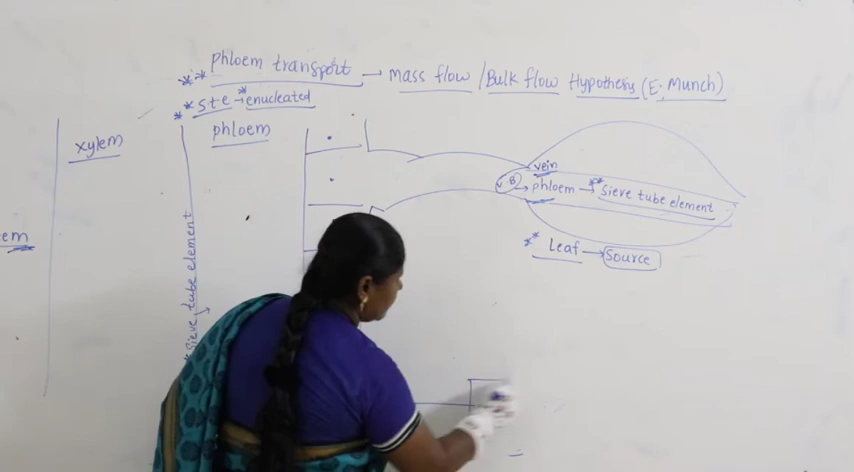 ** Phloem transport → Mass flow / Bulk flow Hypothesis (E. Munch)
** S.t.e → *enucleated
xylem
phloem
em
* Sieve tube element
vein
V.B → phloem → ** sieve tube element
** Leaf → Source